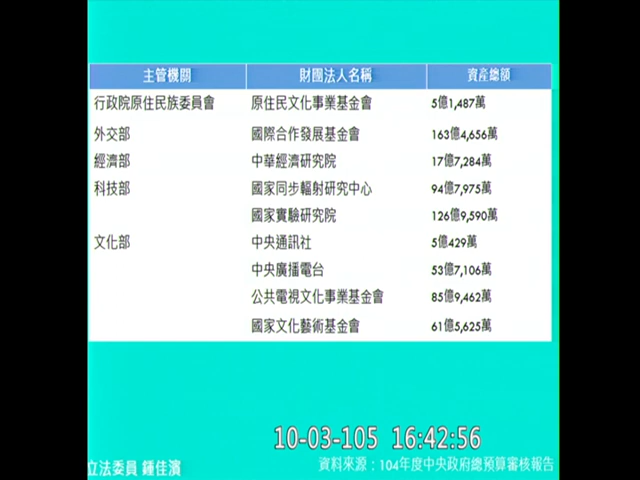 主管機關 財團法人名稱 資產總額
行政院原住民族委員會 原住民文化事業基金會 5億1,487萬
外交部 國際合作發展基金會 163億4,656萬
經濟部 中華經濟研究院 17億7,284萬
科技部 國家同步輻射研究中心 94億7,975萬
國家實驗研究院 126億9,590萬
文化部 中央通訊社 5億429萬
中央廣播電台 53億7,106萬
公共電視文化事業基金會 85億9,462萬
國家文化藝術基金會 61億5,625萬
10-03-105 16:42:56
立法委員 鍾佳濱 資料來源：104年度中央政府總預算審核報告